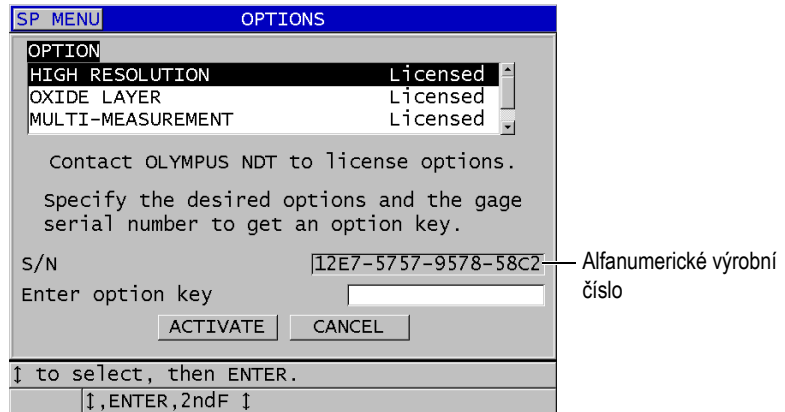 SP MENU OPTIONS
OPTION
HIGH RESOLUTION Licensed
OXIDE LAYER Licensed
MULTI-MEASUREMENT Licensed
Contact OLYMPUS NDT to license options.
Specify the desired options and the gage
serial number to get an option key.
S/N 12E7-5757-9578-58C2
Alfanumerické výrobní
číslo
Enter option key
ACTIVATE CANCEL
↕ to select, then ENTER.
↕,ENTER,2ndF ↕